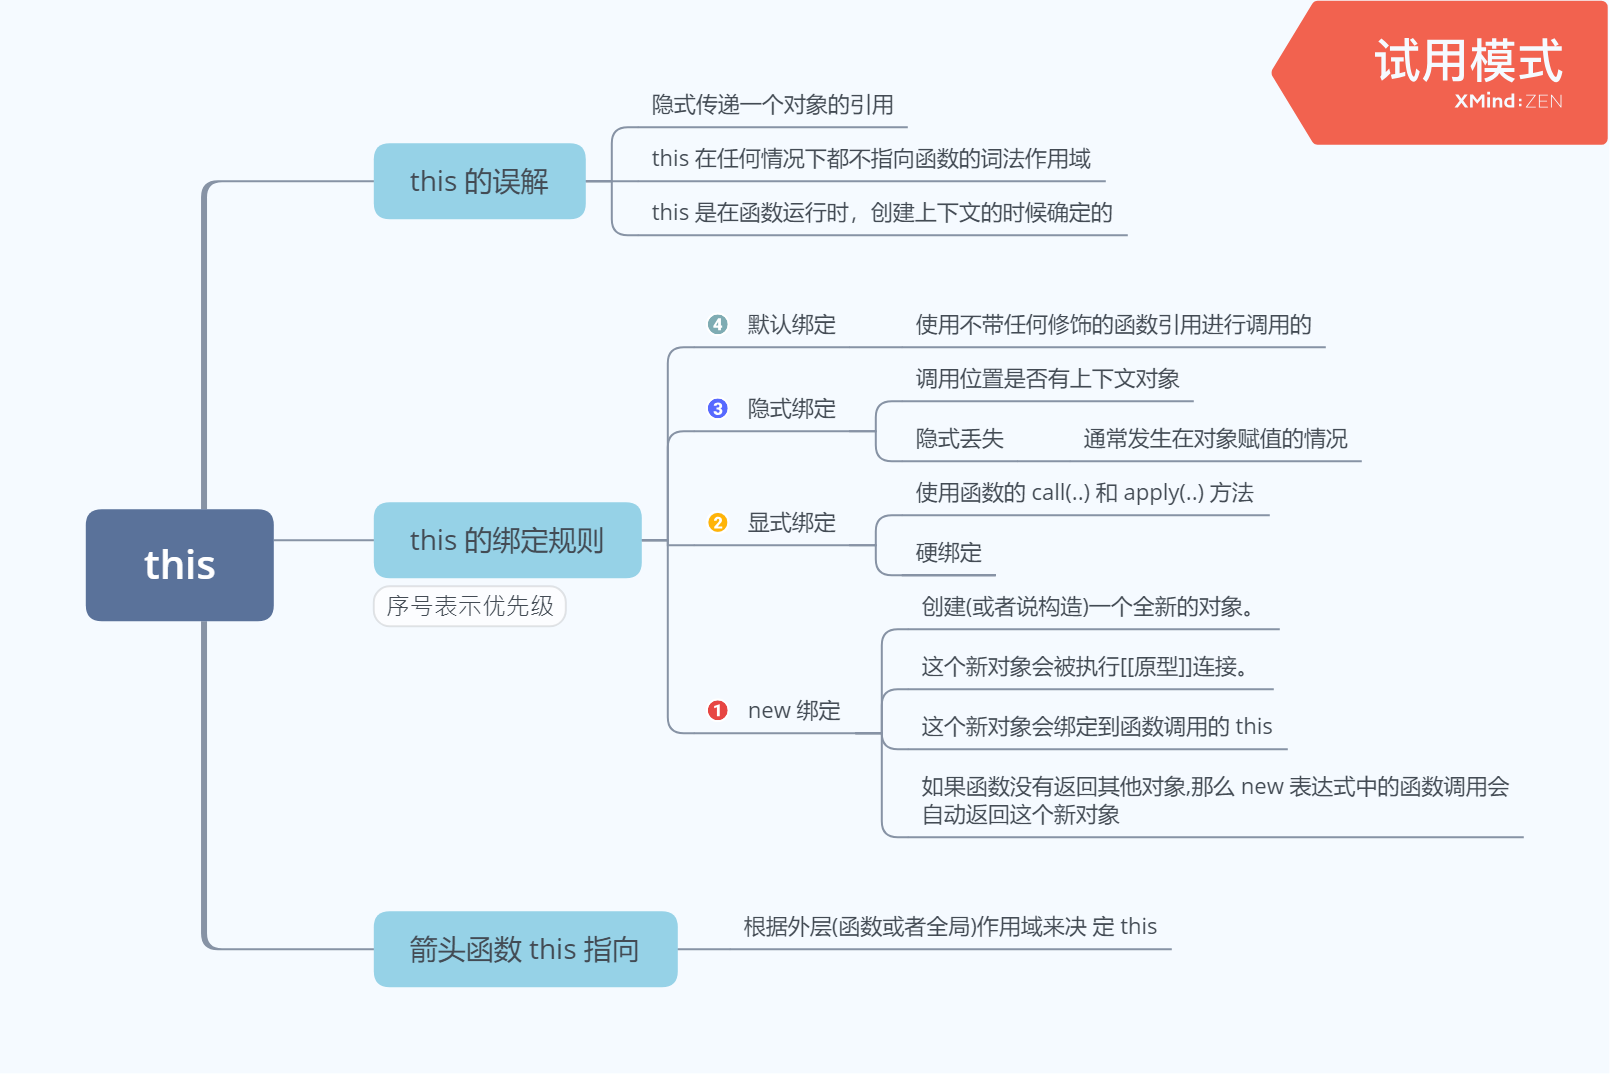 试用模式
XMind:ZEN
this
this 的误解
隐式传递一个对象的引用
this 在任何情况下都不指向函数的词法作用域
this 是在函数运行时，创建上下文的时候确定的
this 的绑定规则
序号表示优先级
4 默认绑定
使用不带任何修饰的函数引用进行调用的
3 隐式绑定
调用位置是否有上下文对象
隐式丢失
通常发生在对象赋值的情况
2 显式绑定
使用函数的 call(..) 和 apply(..) 方法
硬绑定
1 new 绑定
创建(或者说构造)一个全新的对象。
这个新对象会被执行[[原型]]连接。
这个新对象会绑定到函数调用的 this
如果函数没有返回其他对象,那么 new 表达式中的函数调用会
自动返回这个新对象
箭头函数 this 指向
根据外层(函数或者全局)作用域来决 定 this